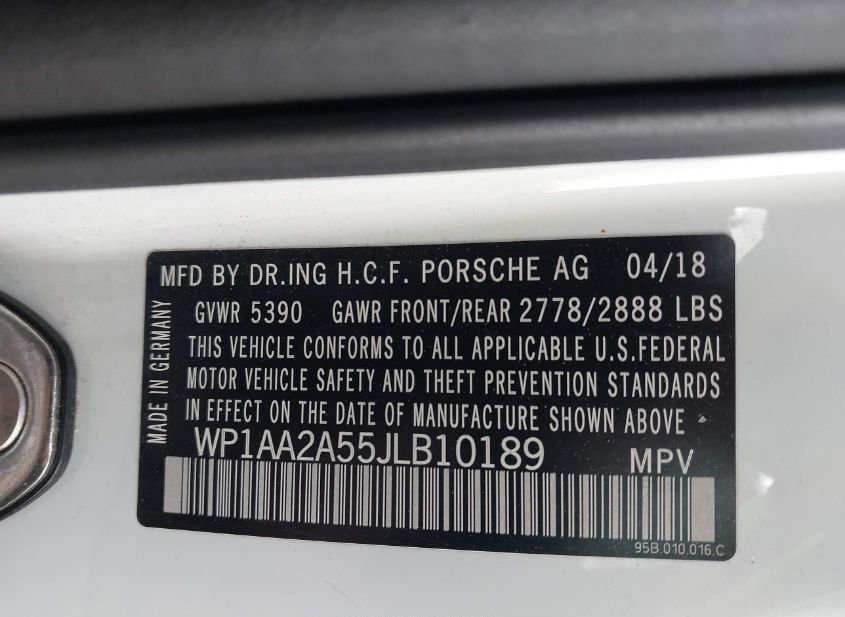 MFD BY DR.ING H.C.F. PORSCHE AG 04/18
GVWR 5390 GAWR FRONT/REAR 2778/2888 LBS
THIS VEHICLE CONFORMS TO ALL APPLICABLE U.S.FEDERAL
MOTOR VEHICLE SAFETY AND THEFT PREVENTION STANDARDS
IN EFFECT ON THE DATE OF MANUFACTURE SHOWN ABOVE
WP1AA2A55JLB10189 MPV
95B.010.016.C
MADE IN GERMANY